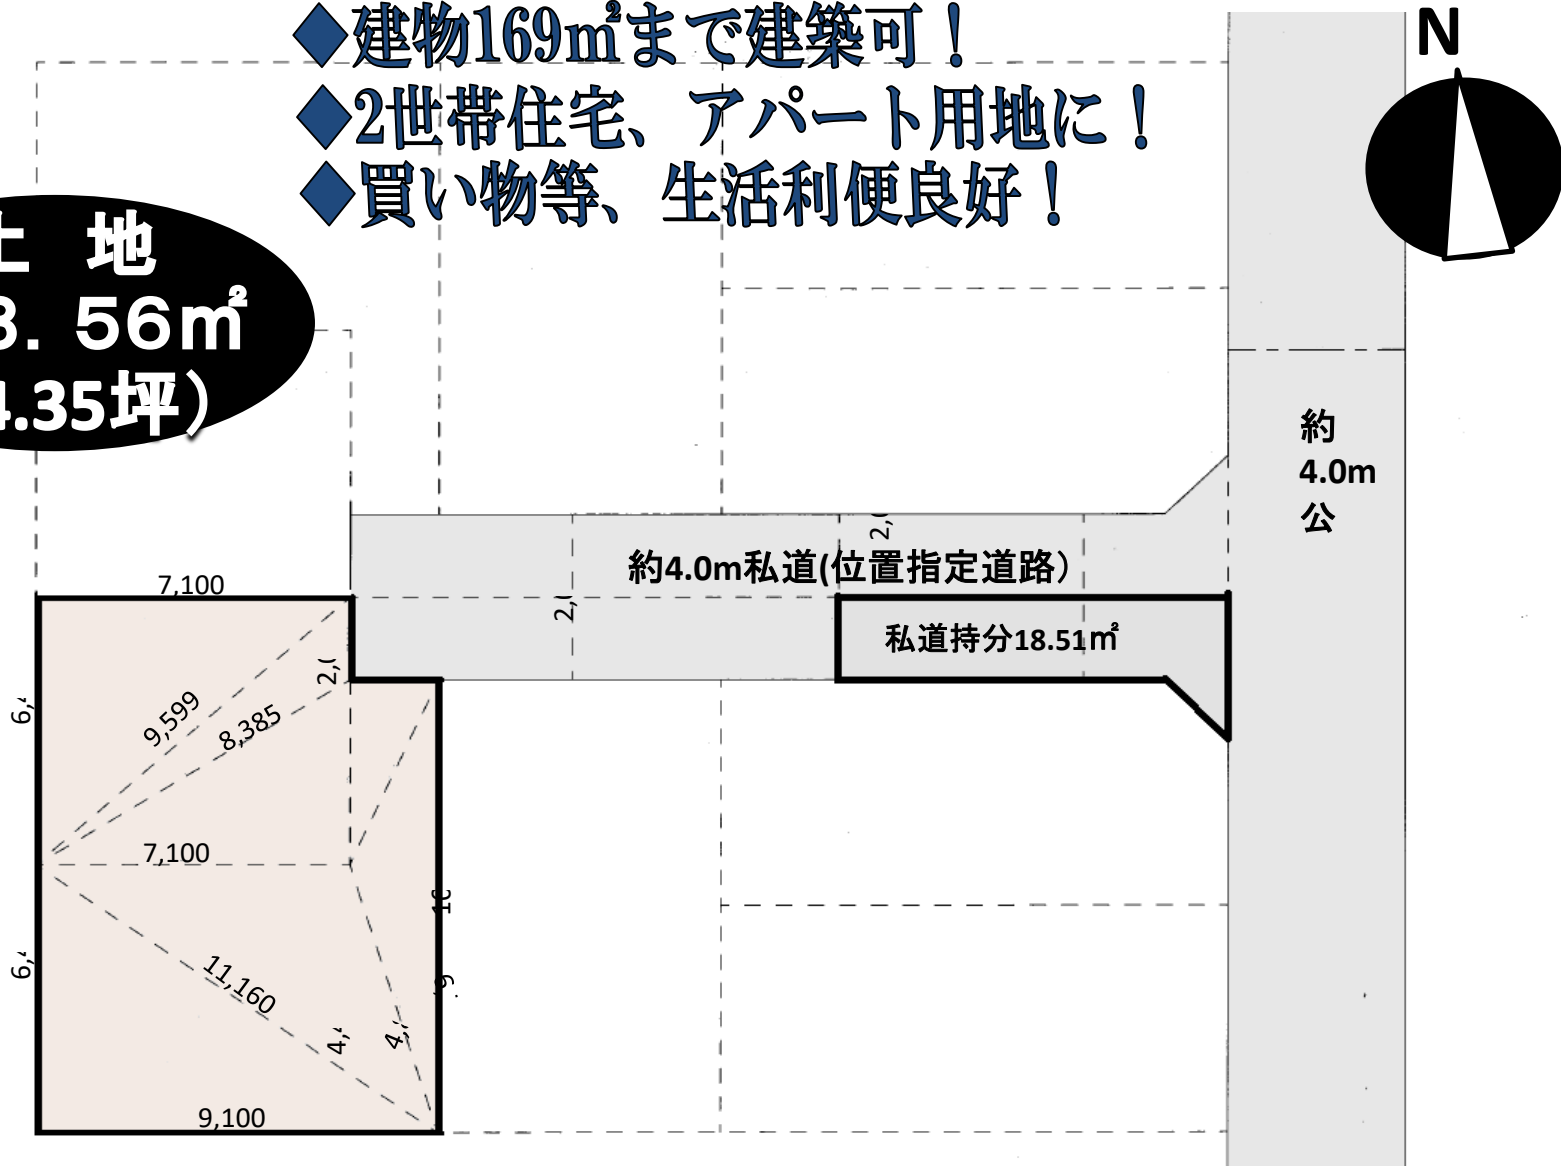 ◆建物169㎡まで建築可！
◆2世帯住宅、アパート用地に！
◆買い物等、生活利便良好！
N
土 地
3. 56㎡
4.35坪）
約
4.0m
公
約4.0m私道(位置指定道路）
私道持分18.51㎡
7,100
9,599
8,385
7,100
11,160
9,100